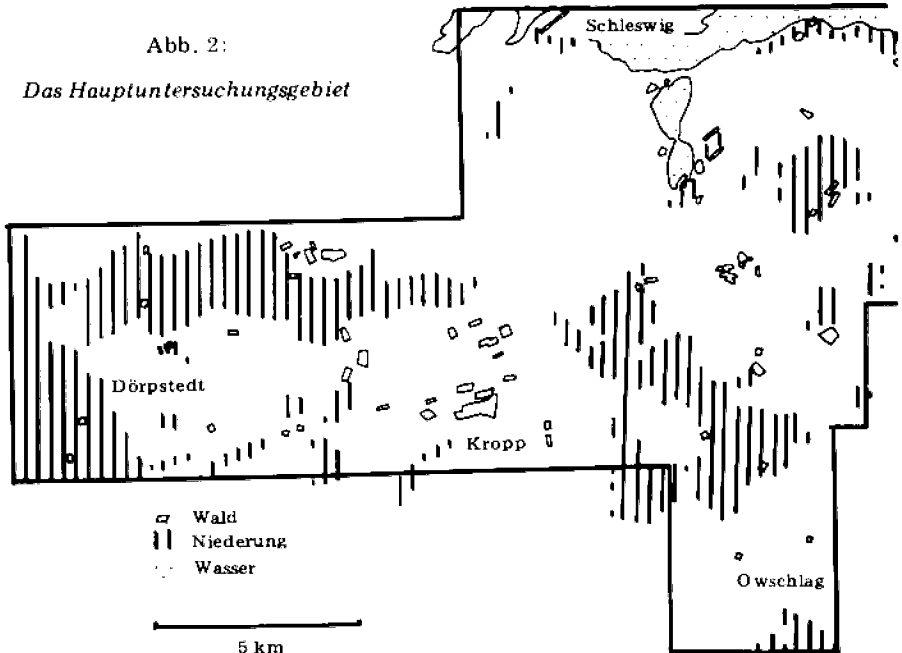 Abb. 2:
Das Hauptuntersuchungsgebiet
Schleswig
Dörpstedt
Kropp
Owschlag
Wald
Niederung
Wasser
5 km